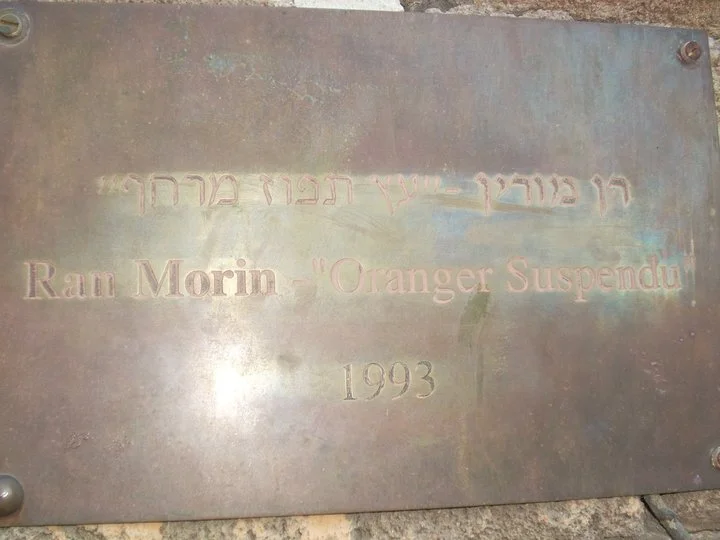 רן מורין - "עץ תפוז מרחף"
Ran Morin - "Oranger Suspendu"
1993